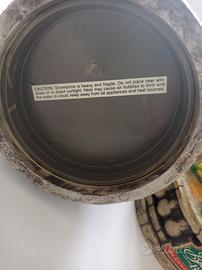 CAUTION: Snowdome is heavy and fragile. Do not place near win-
dows or in direct sunlight. Heat may cause air bubbles to form and
the water to cloud; keep away from all appliances and heat sources.